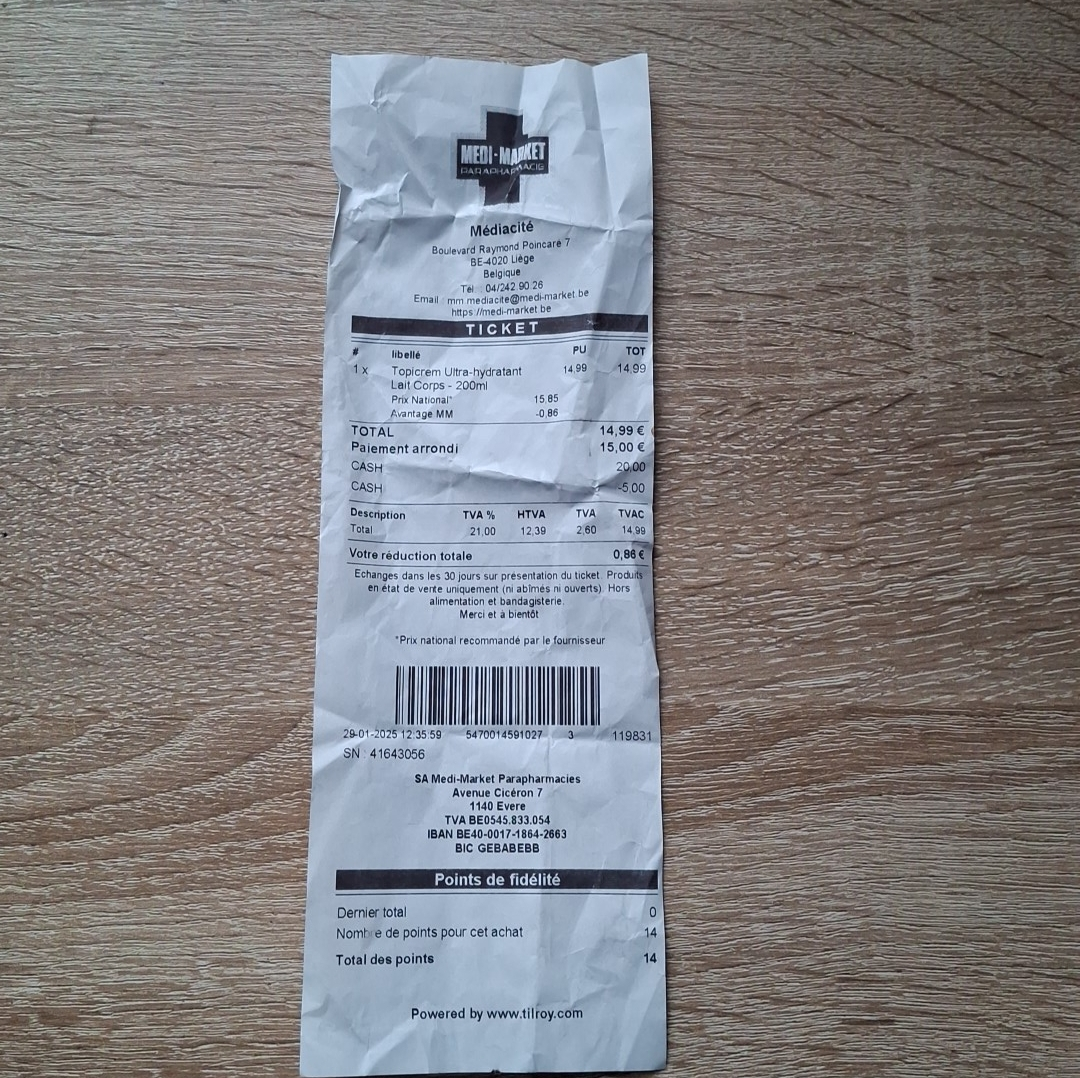 MEDI-MARKET
PARAPHARMACIE
Médiacité
Boulevard Raymond Poincaré 7
BE-4020 Liège
Belgique
Tél : 04/242.90.26
Email : mm.mediacite@medi-market.be
https://medi-market.be
TICKET
# libellé PU TOT
1 x Topicrem Ultra-hydratant 14,99 14,99
Lait Corps - 200ml
Prix National* 15,85
Avantage MM -0,86
TOTAL 14,99 €
Paiement arrondi 15,00 €
CASH 20,00
CASH -5,00
Description TVA % HTVA TVA TVAC
Total 21,00 12,39 2,60 14,99
Votre réduction totale 0,86 €
Echanges dans les 30 jours sur présentation du ticket. Produits
en état de vente uniquement (ni abîmés ni ouverts). Hors
alimentation et bandagisterie.
Merci et à bientôt
*Prix national recommandé par le fournisseur
29-01-2025 12:35:59 5470014591027 3 119831
SN : 41643056
SA Medi-Market Parapharmacies
Avenue Cicéron 7
1140 Evere
TVA BE0545.833.054
IBAN BE40-0017-1864-2663
BIC GEBABEBB
Points de fidélité
Dernier total 0
Nombre de points pour cet achat 14
Total des points 14
Powered by www.tilroy.com